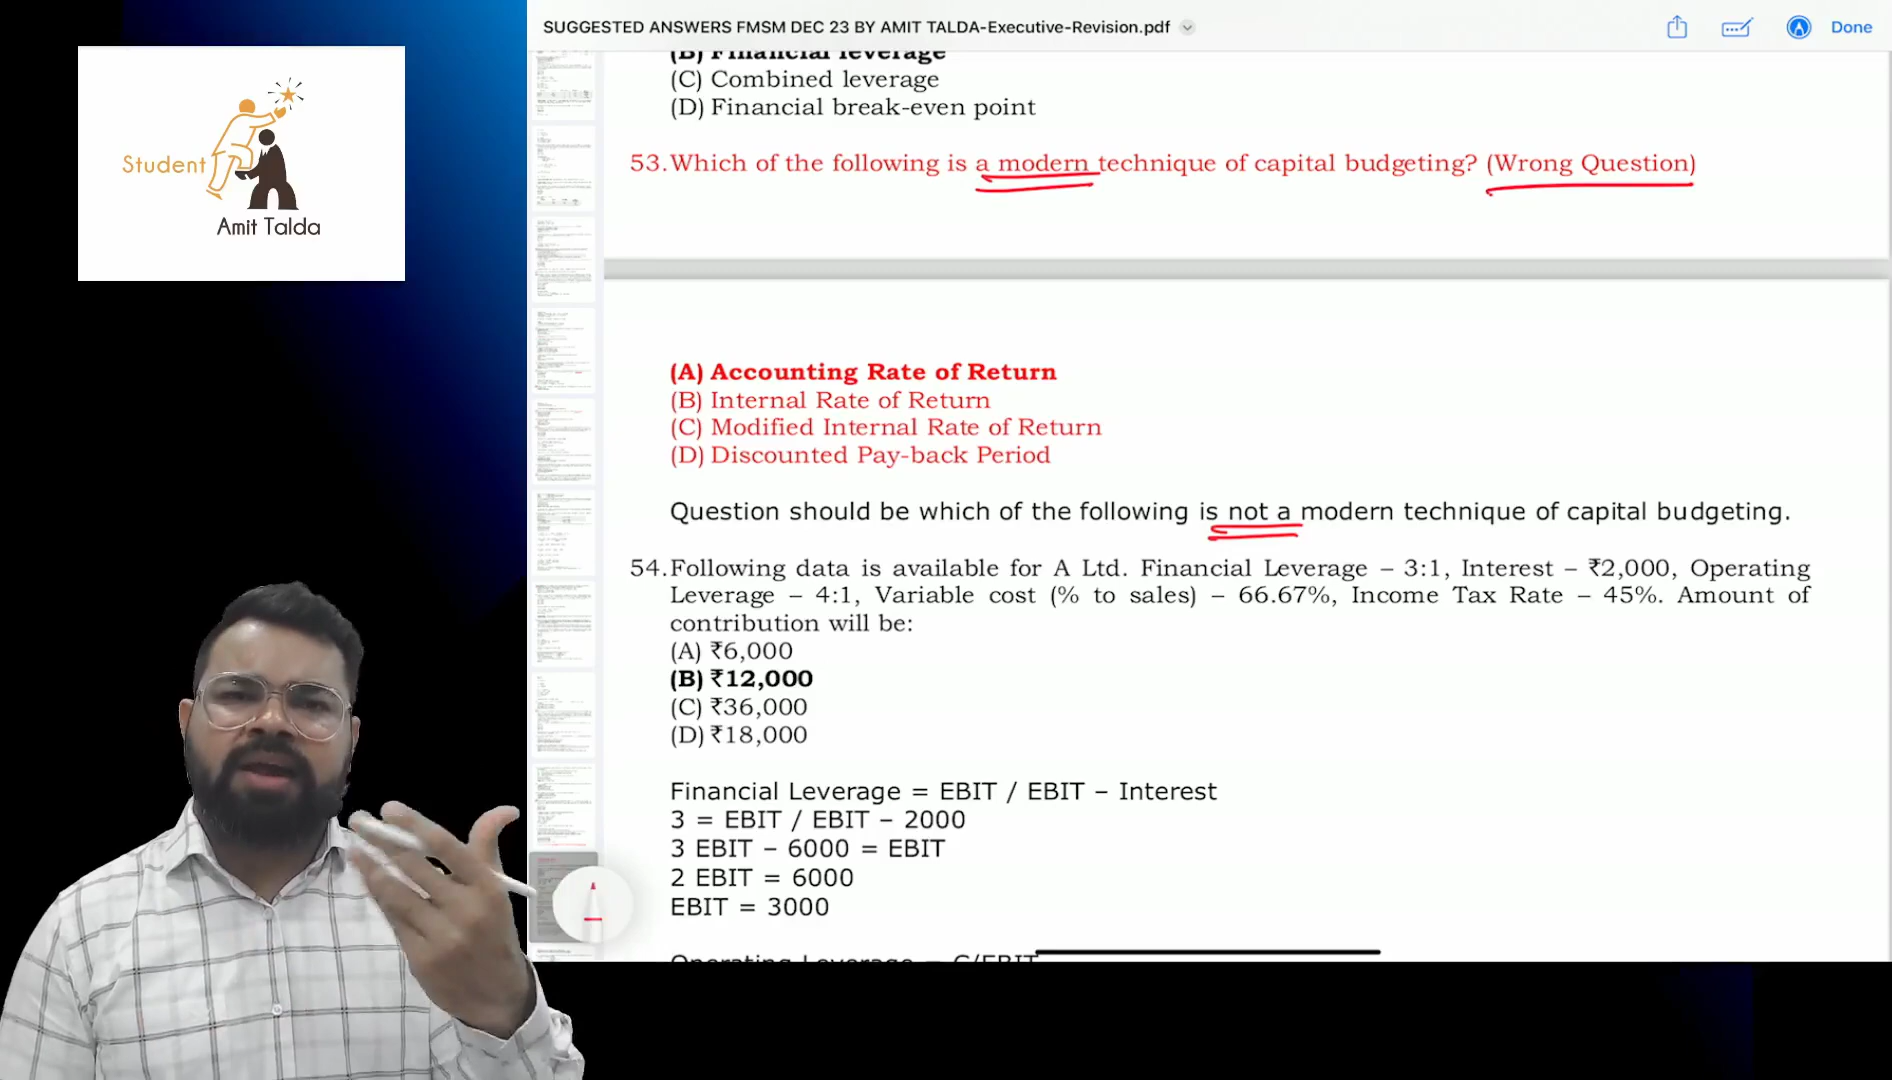 SUGGESTED ANSWERS FMSM DEC 23 BY AMIT TALDA-Executive-Revision.pdf
Done
Student
Amit Talda
(B) Financial leverage
(C) Combined leverage
(D) Financial break-even point
53. Which of the following is a modern technique of capital budgeting? (Wrong Question)
(A) Accounting Rate of Return
(B) Internal Rate of Return
(C) Modified Internal Rate of Return
(D) Discounted Pay-back Period
Question should be which of the following is not a modern technique of capital budgeting.
54. Following data is available for A Ltd. Financial Leverage – 3:1, Interest – ₹2,000, Operating
Leverage – 4:1, Variable cost (% to sales) – 66.67%, Income Tax Rate – 45%. Amount of
contribution will be:
(A) ₹6,000
(B) ₹12,000
(C) ₹36,000
(D) ₹18,000
Financial Leverage = EBIT / EBIT – Interest
3 = EBIT / EBIT – 2000
3 EBIT – 6000 = EBIT
2 EBIT = 6000
EBIT = 3000
Operating Leverage = C/EBIT